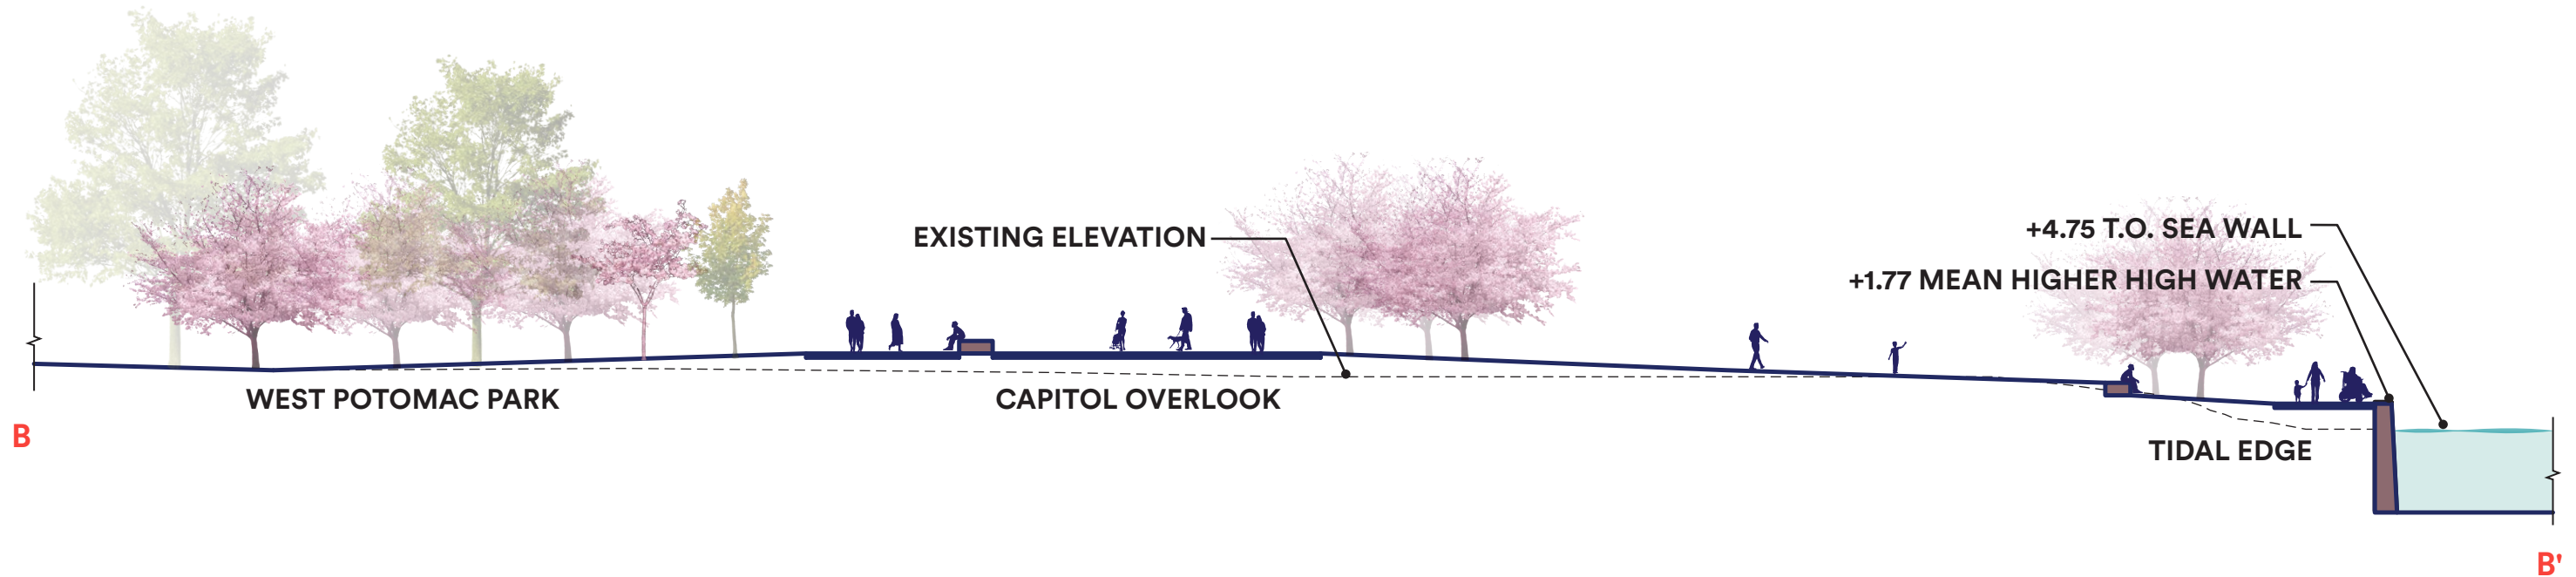 EXISTING ELEVATION
+4.75 T.O. SEA WALL
+1.77 MEAN HIGHER HIGH WATER
WEST POTOMAC PARK
CAPITOL OVERLOOK
B
TIDAL EDGE
B'